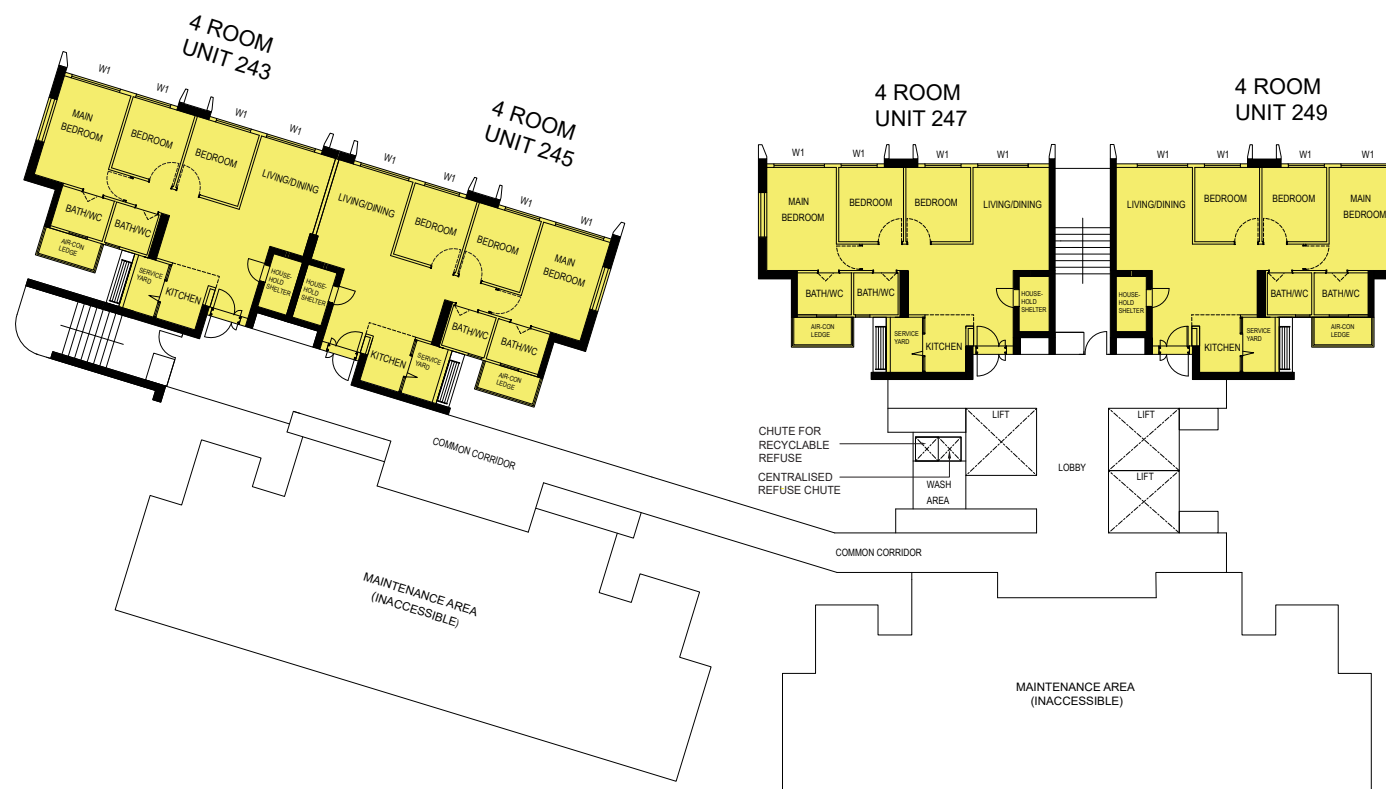 4 ROOM
UNIT 243
W1
W1
W1
W1
MAIN
BEDROOM
BEDROOM
BEDROOM
LIVING/DINING
BATH/WC
BATH/WC
AIR-CON
LEDGE
SERVICE
YARD
KITCHEN
HOUSE-
HOLD
SHELTER
4 ROOM
UNIT 245
W1
W1
W1
W1
LIVING/DINING
BEDROOM
BEDROOM
MAIN
BEDROOM
HOUSE-
HOLD
SHELTER
BATH/WC
BATH/WC
KITCHEN
SERVICE
YARD
AIR-CON
LEDGE
4 ROOM
UNIT 247
W1
W1
W1
W1
MAIN
BEDROOM
BEDROOM
BEDROOM
LIVING/DINING
BATH/WC
BATH/WC
HOUSE-
HOLD
SHELTER
AIR-CON
LEDGE
SERVICE
YARD
KITCHEN
4 ROOM
UNIT 249
W1
W1
W1
W1
LIVING/DINING
BEDROOM
BEDROOM
MAIN
BEDROOM
HOUSE-
HOLD
SHELTER
BATH/WC
BATH/WC
KITCHEN
SERVICE
YARD
AIR-CON
LEDGE
COMMON CORRIDOR
CHUTE FOR
RECYCLABLE
REFUSE
CENTRALISED
REFUSE CHUTE
WASH
AREA
LIFT
LOBBY
LIFT
LIFT
COMMON CORRIDOR
MAINTENANCE AREA
(INACCESSIBLE)
MAINTENANCE AREA
(INACCESSIBLE)